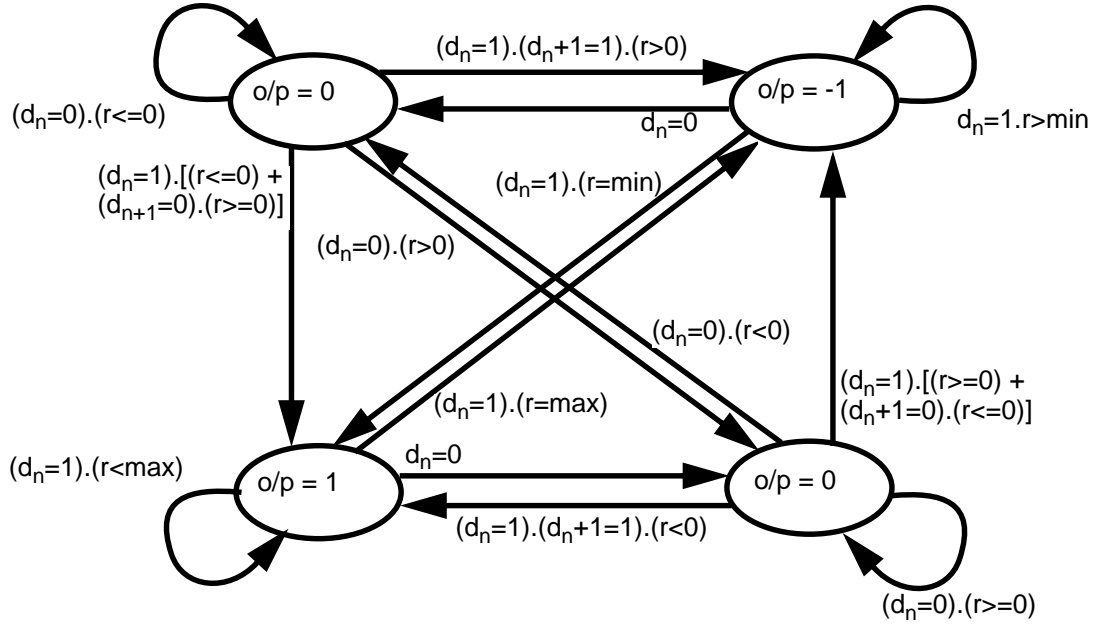 (dn=1).(dn+1=1).(r>0)
o/p = 0
o/p = -1
(dn=0).(r<=0)
dn=0
dn=1.r>min
(dn=1).[(r<=0) +
(dn+1=0).(r>=0)]
(dn=1).(r=min)
(dn=0).(r>0)
(dn=0).(r<0)
(dn=1).[(r>=0) +
(dn+1=0).(r<=0)]
(dn=1).(r=max)
(dn=1).(r<max)
dn=0
o/p = 1
o/p = 0
(dn=1).(dn+1=1).(r<0)
(dn=0).(r>=0)